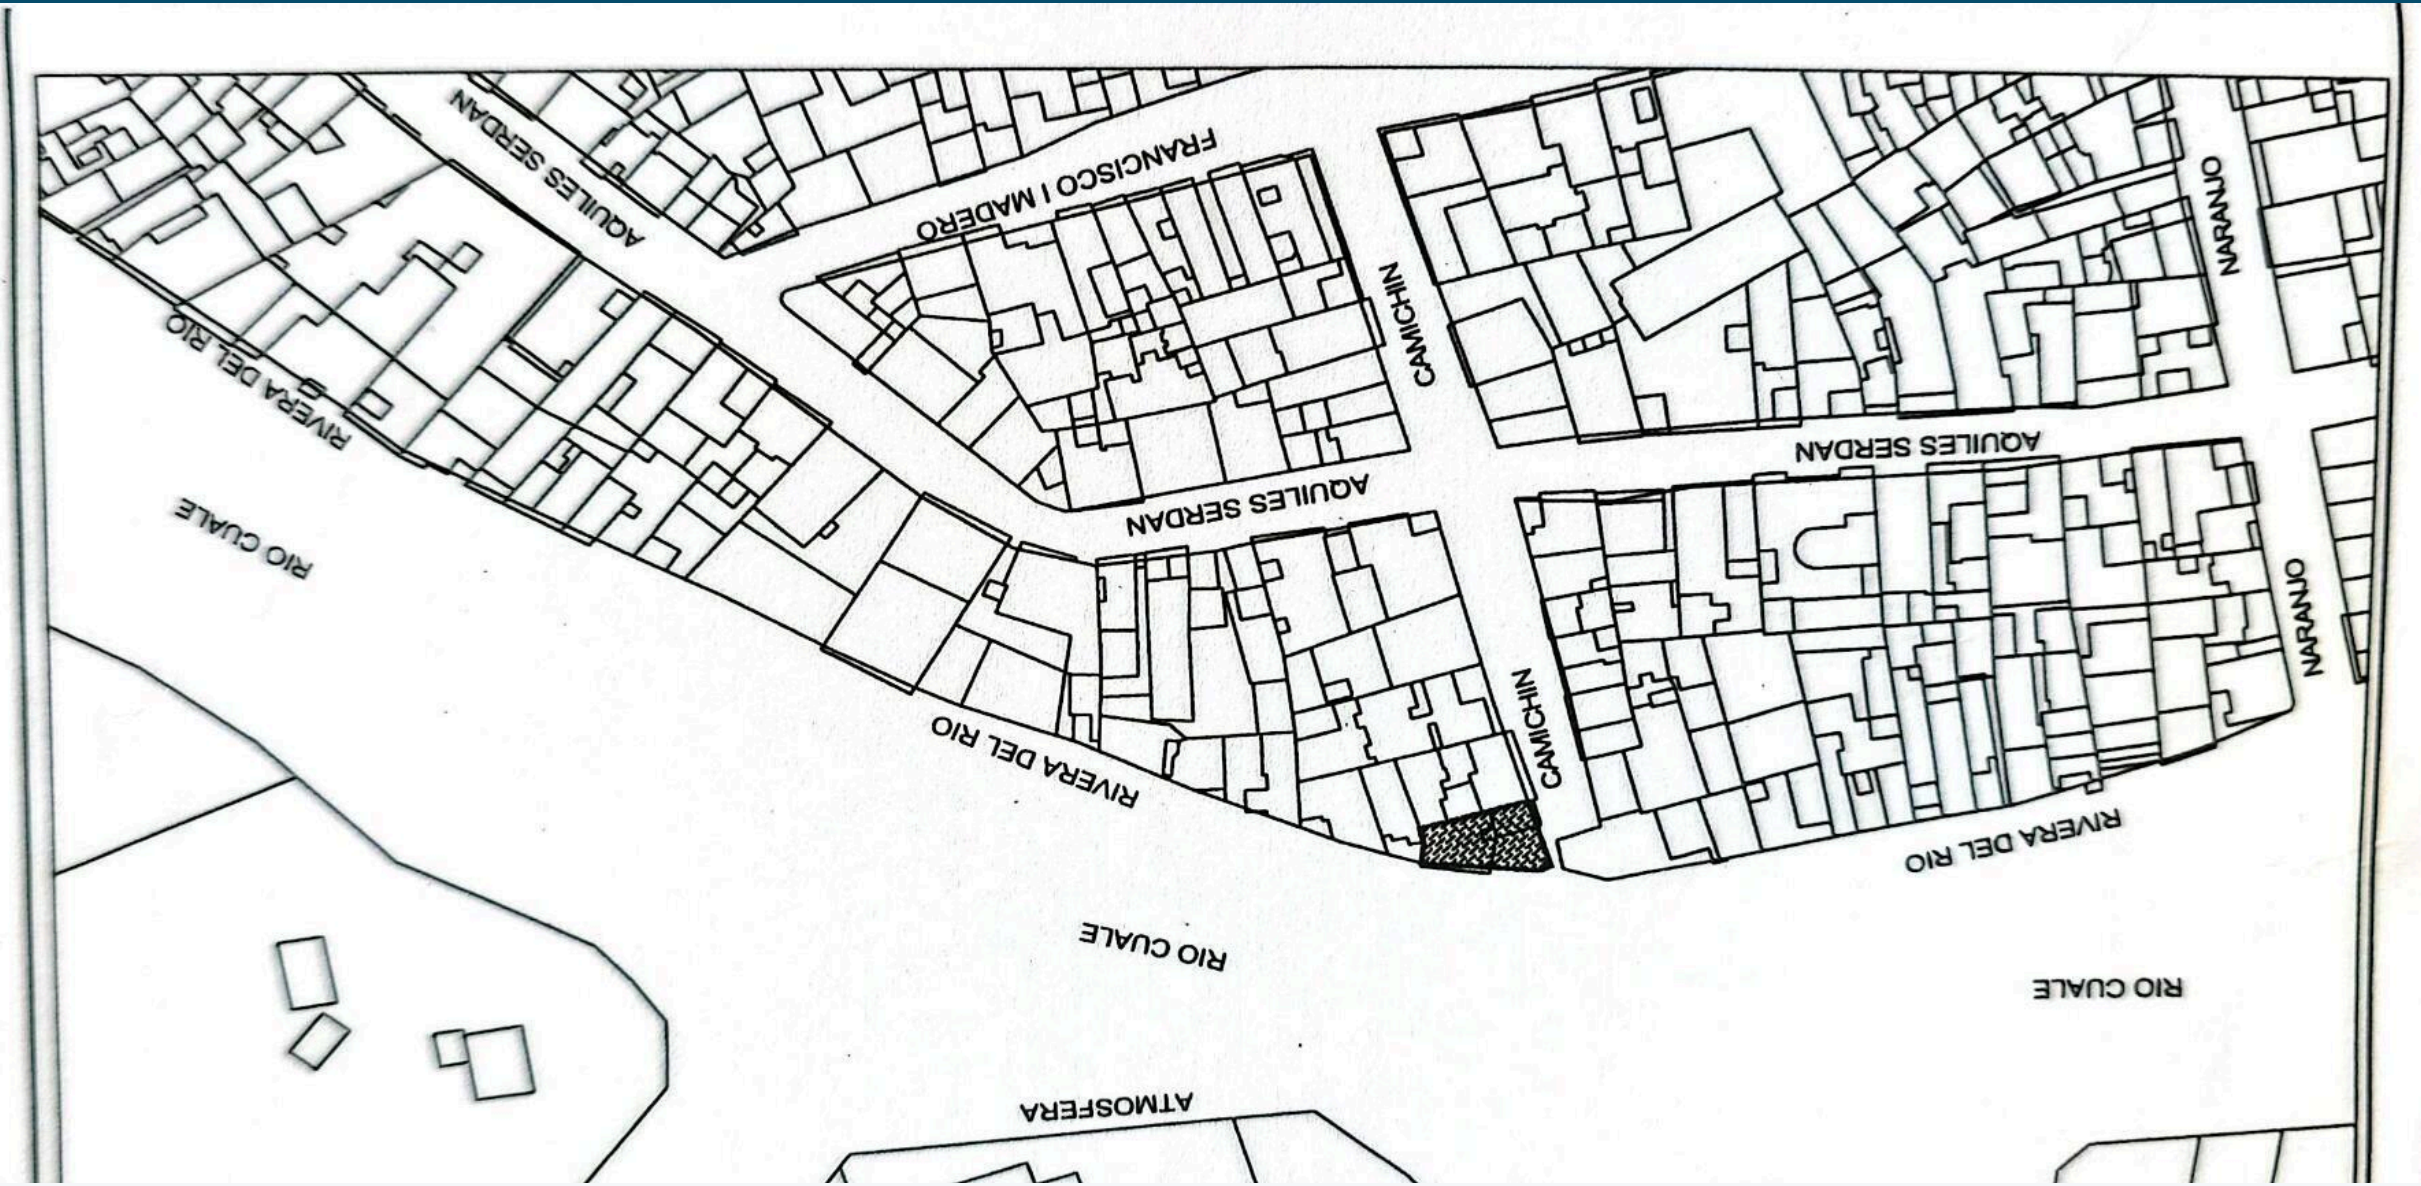 AQUILES SERDAN
FRANCISCO I MADERO
NARANJO
CAMICHIN
RIVERA DEL RIO
AQUILES SERDAN
AQUILES SERDAN
RIO CUALE
NARANJO
CAMICHIN
RIVERA DEL RIO
RIVERA DEL RIO
RIO CUALE
RIO CUALE
ATMOSFERA